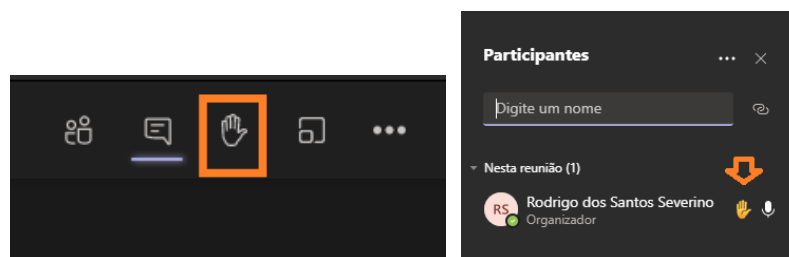 Participantes
Digite um nome
Nesta reunião (1)
RS
Rodrigo dos Santos Severino
Organizador